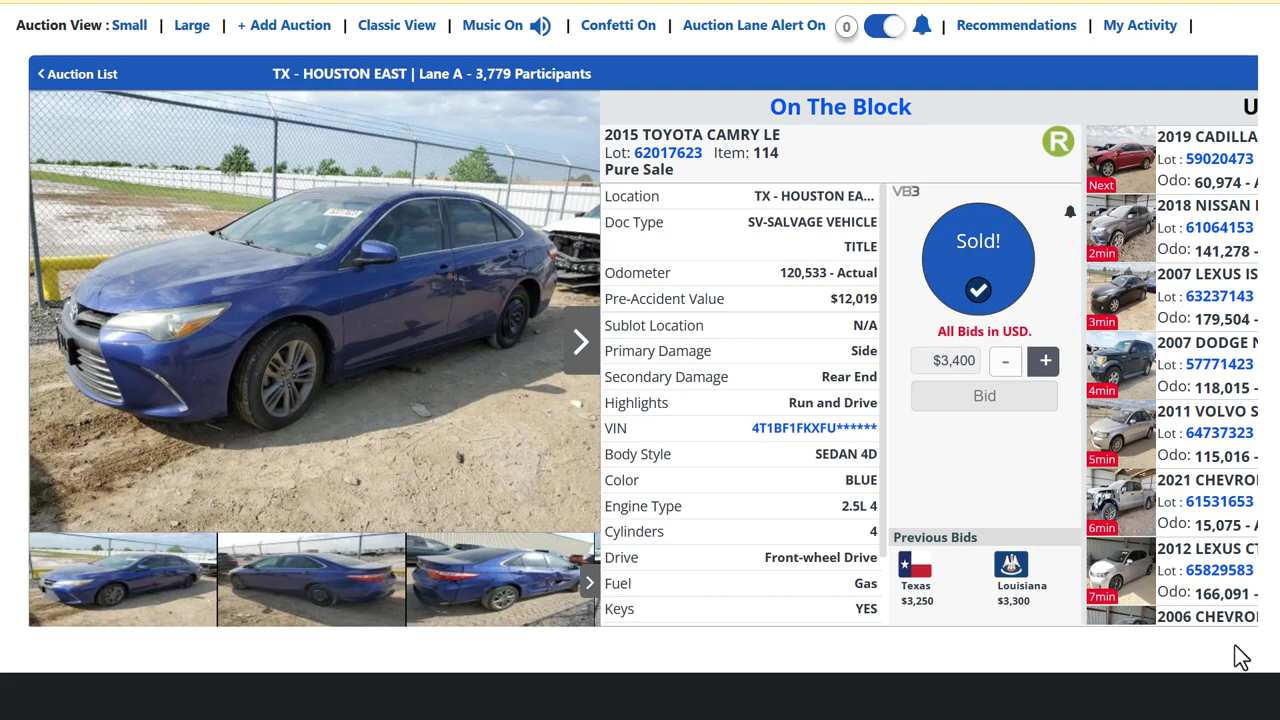 Auction View : Small | Large | + Add Auction | Classic View | Music On | Confetti On | Auction Lane Alert On 0 | Recommendations | My Activity |
Auction List TX - HOUSTON EAST | Lane A - 3,779 Participants
On The Block
U
2015 TOYOTA CAMRY LE
Lot: 62017623 Item: 114
Pure Sale
R
Location TX - HOUSTON EA...
Doc Type SV-SALVAGE VEHICLE
TITLE
Odometer 120,533 - Actual
Pre-Accident Value $12,019
Sublot Location N/A
Primary Damage Side
Secondary Damage Rear End
Highlights Run and Drive
VIN 4T1BF1FKXFU******
Body Style SEDAN 4D
Color BLUE
Engine Type 2.5L 4
Cylinders 4
Drive Front-wheel Drive
Fuel Gas
Keys YES
VB3
Sold!
All Bids in USD.
$3,400 - +
Bid
Previous Bids
Texas Louisiana
$3,250 $3,300
2019 CADILLA
Lot : 59020473
Next Odo: 60,974 - A
2018 NISSAN
Lot : 61064153
2min Odo: 141,278 -
2007 LEXUS IS
Lot : 63237143
3min Odo: 179,504 -
2007 DODGE N
Lot : 57771423
4min Odo: 118,015 -
2011 VOLVO S
Lot : 64737323
5min Odo: 115,016 -
2021 CHEVRO
Lot : 61531653
6min Odo: 15,075 - A
2012 LEXUS CT
Lot : 65829583
7min Odo: 166,091 -
2006 CHEVRO